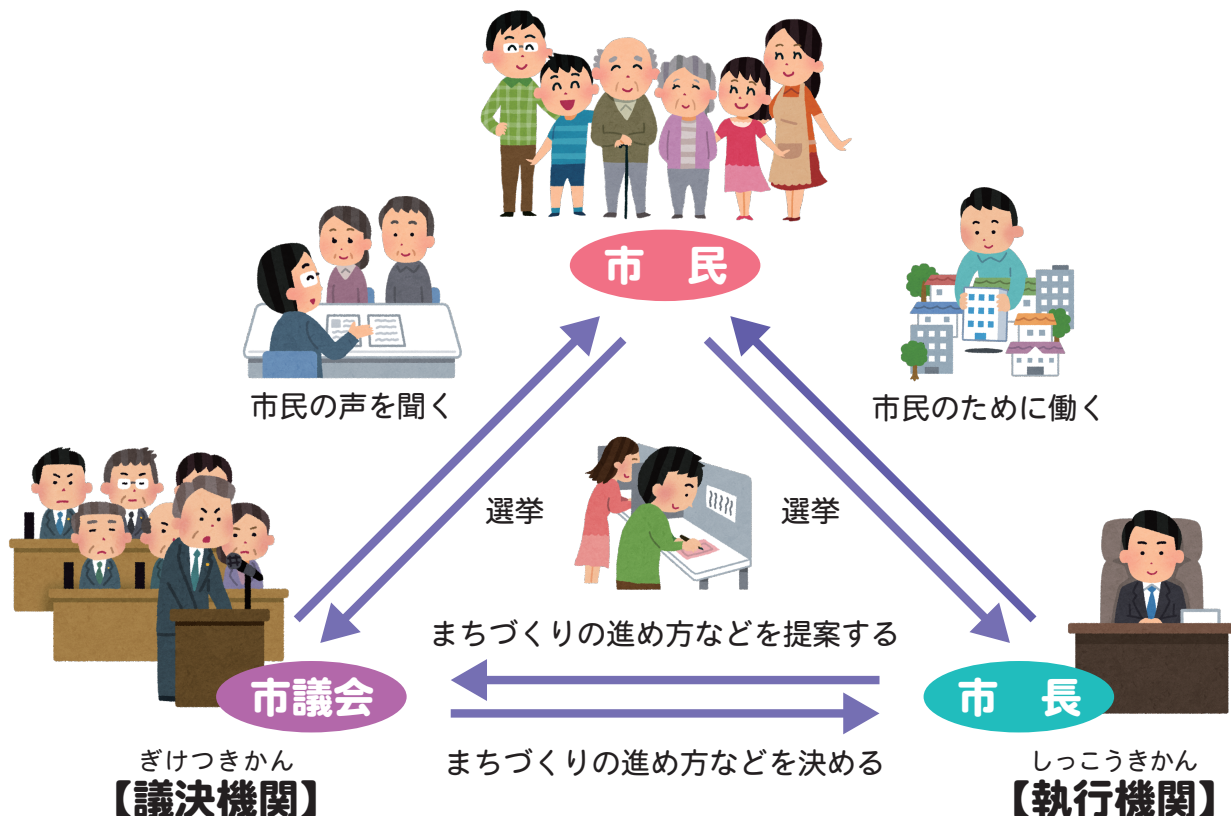 市　民
市民の声を聞く
市民のために働く
選挙
選挙
まちづくりの進め方などを提案する
市議会
市　長
まちづくりの進め方などを決める
ぎけつきかん
【議決機関】
しっこうきかん
【執行機関】